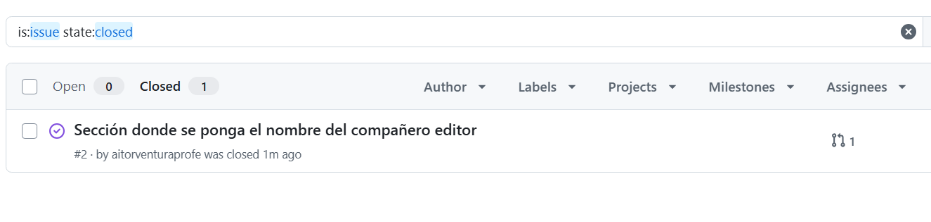 is:issue state:closed
Open 0 Closed 1 Author Labels Projects Milestones Assignees
Sección donde se ponga el nombre del compañero editor
1
#2 · by aitorventuraprofe was closed 1m ago